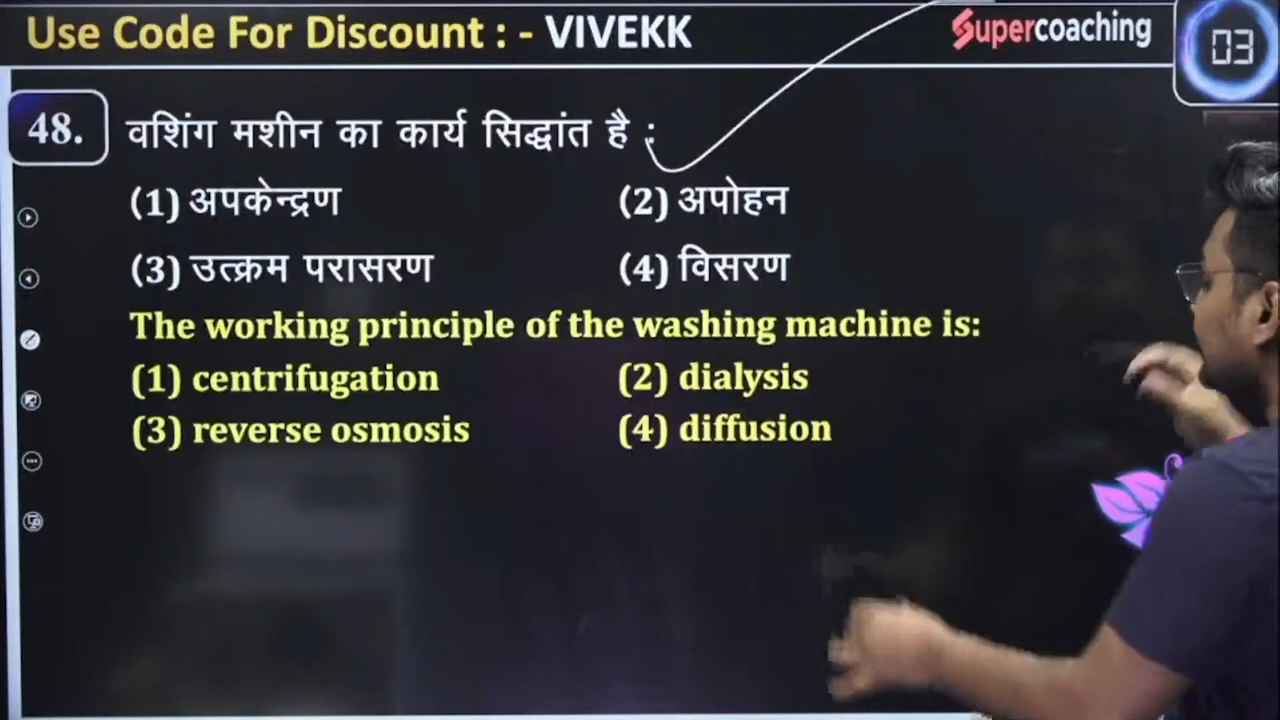 Use Code For Discount : - VIVEKK
Supercoaching
03
48. वाशिंग मशीन का कार्य सिद्धांत है :
(1) अपकेन्द्रण (2) अपोहन
(3) उत्क्रम परासरण (4) विसरण
The working principle of the washing machine is:
(1) centrifugation (2) dialysis
(3) reverse osmosis (4) diffusion